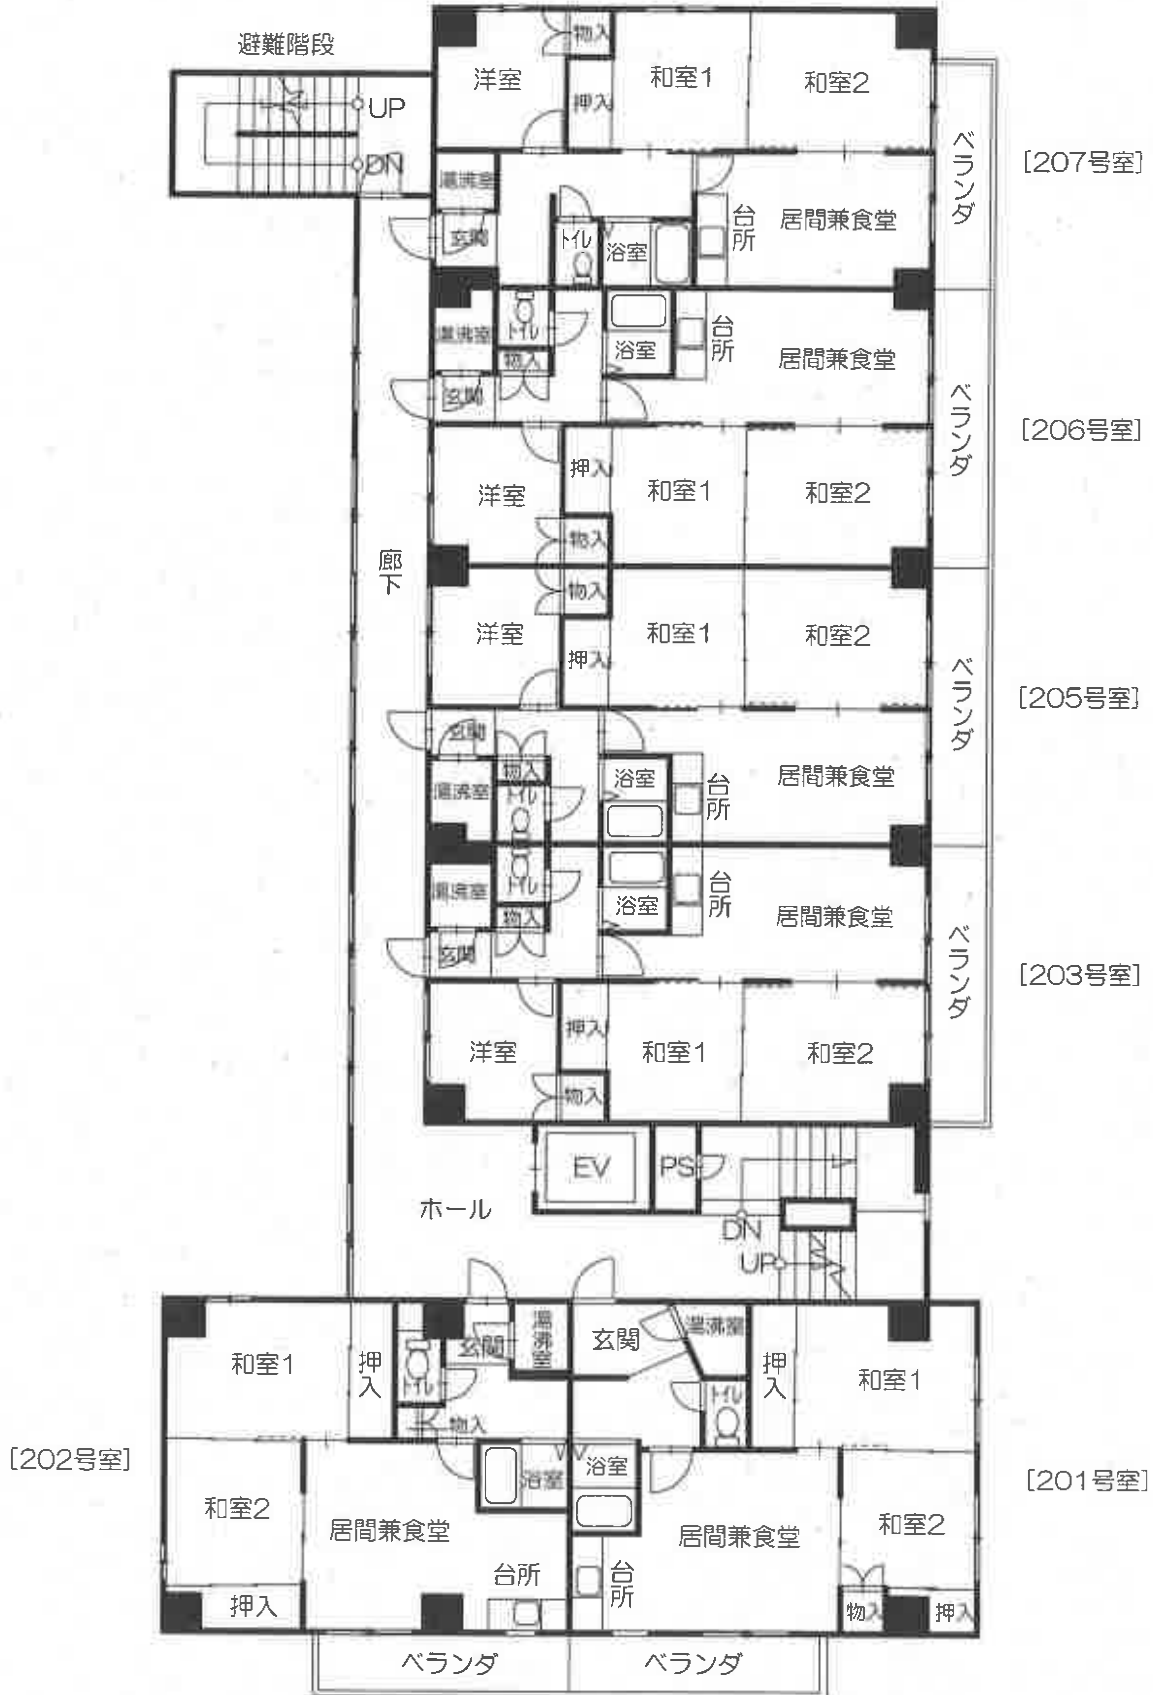 避難階段
UP
DN
洋室
物入
押入
和室1
和室2
ベランダ
[207号室]
湯沸室
玄関
トイレ
浴室
台所
居間兼食堂
湯沸室
トイレ
物入
玄関
浴室
台所
居間兼食堂
ベランダ
[206号室]
洋室
押入
物入
和室1
和室2
廊下
洋室
物入
押入
和室1
和室2
ベランダ
[205号室]
玄関
湯沸室
物入
トイレ
浴室
台所
居間兼食堂
湯沸室
トイレ
物入
玄関
浴室
台所
居間兼食堂
ベランダ
[203号室]
洋室
押入
物入
和室1
和室2
ホール
EV
PS
DN
UP
和室1
押入
トイレ
玄関
湯沸室
物入
[202号室]
和室2
押入
居間兼食堂
浴室
台所
ベランダ
玄関
湯沸室
トイレ
押入
和室1
浴室
台所
居間兼食堂
和室2
物入
押入
[201号室]
ベランダ